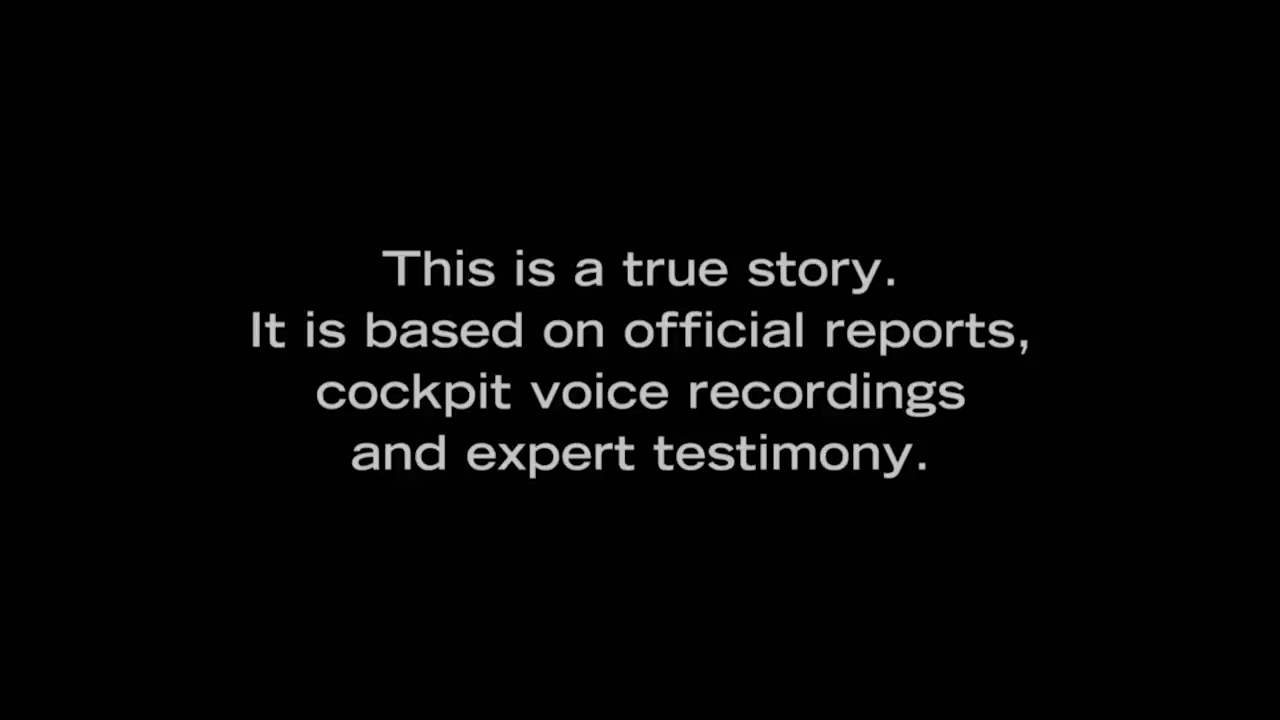 This is a true story.
It is based on official reports,
cockpit voice recordings
and expert testimony.